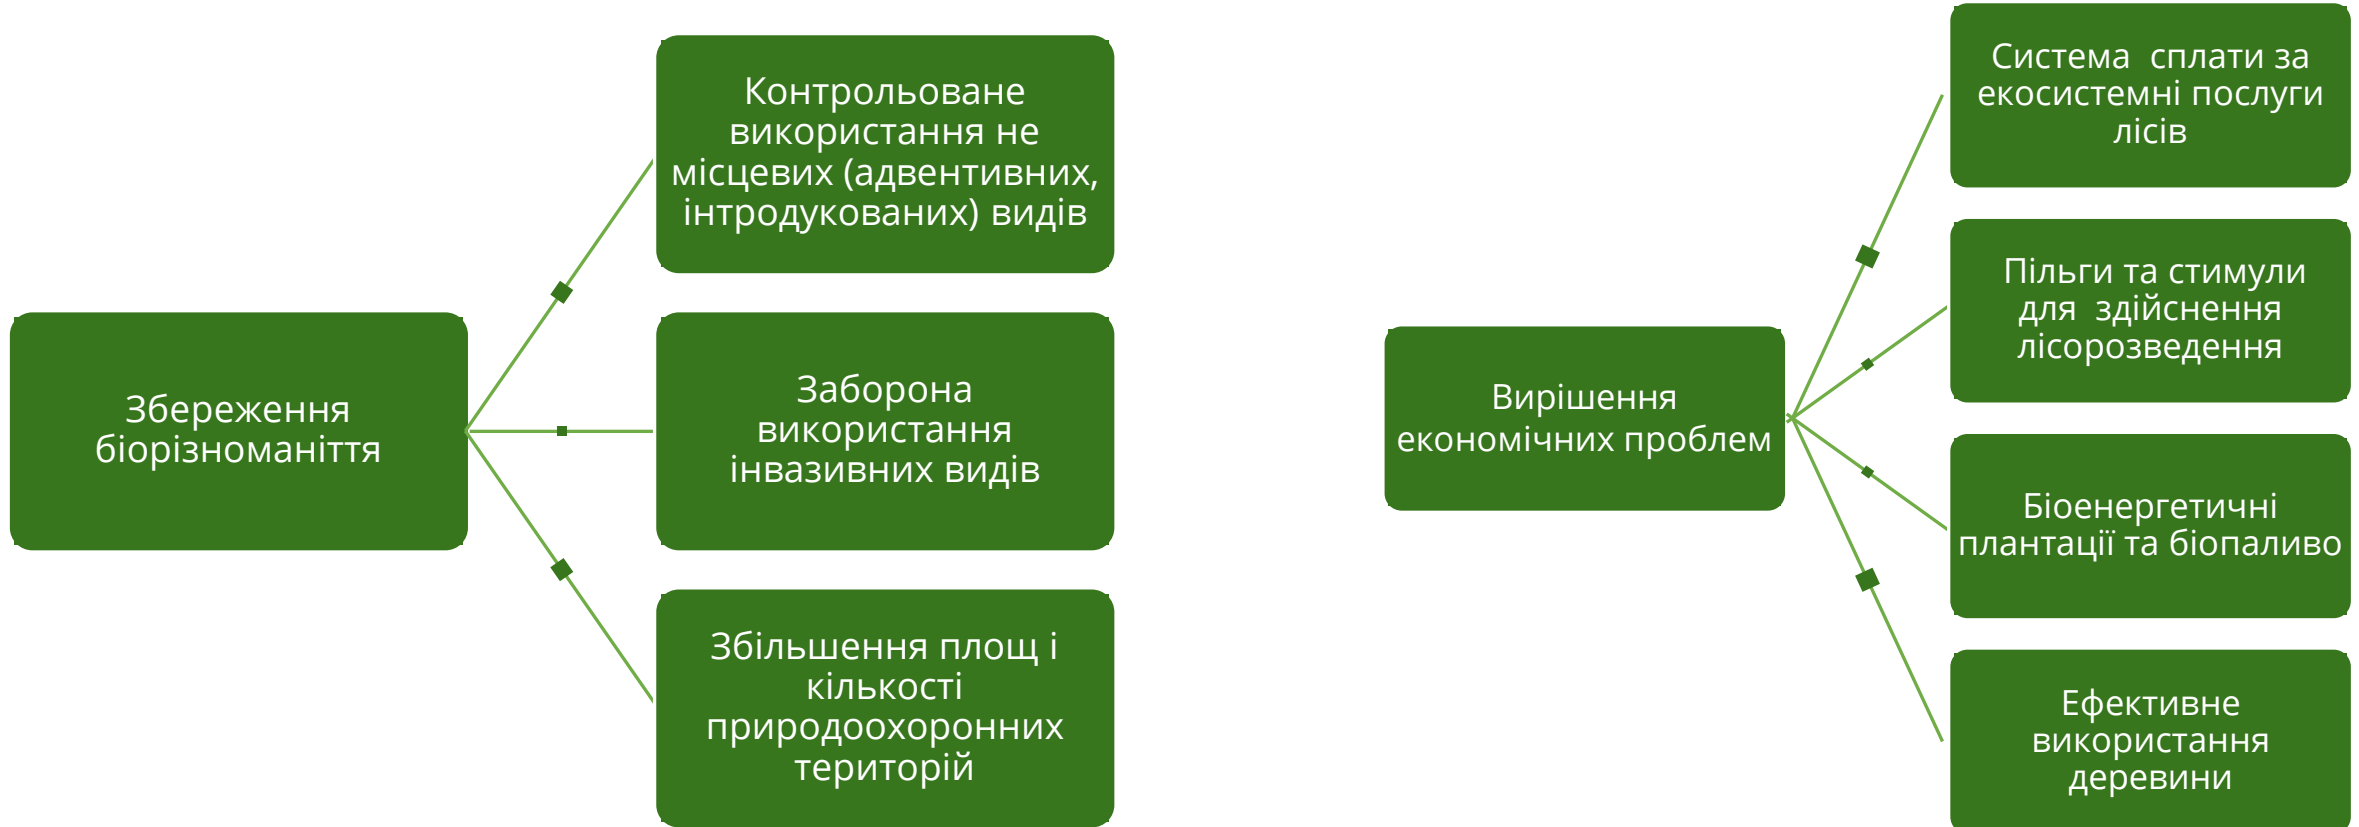 Збереження
біорізноманіття
Контрольоване
використання не
місцевих (адвентивних,
інтродукованих) видів
Заборона
використання
інвазивних видів
Збільшення площ і
кількості
природоохоронних
територій
Вирішення
економічних проблем
Система сплати за
екосистемні послуги
лісів
Пільги та стимули
для здійснення
лісорозведення
Біоенергетичні
плантації та біопаливо
Ефективне
використання
деревини